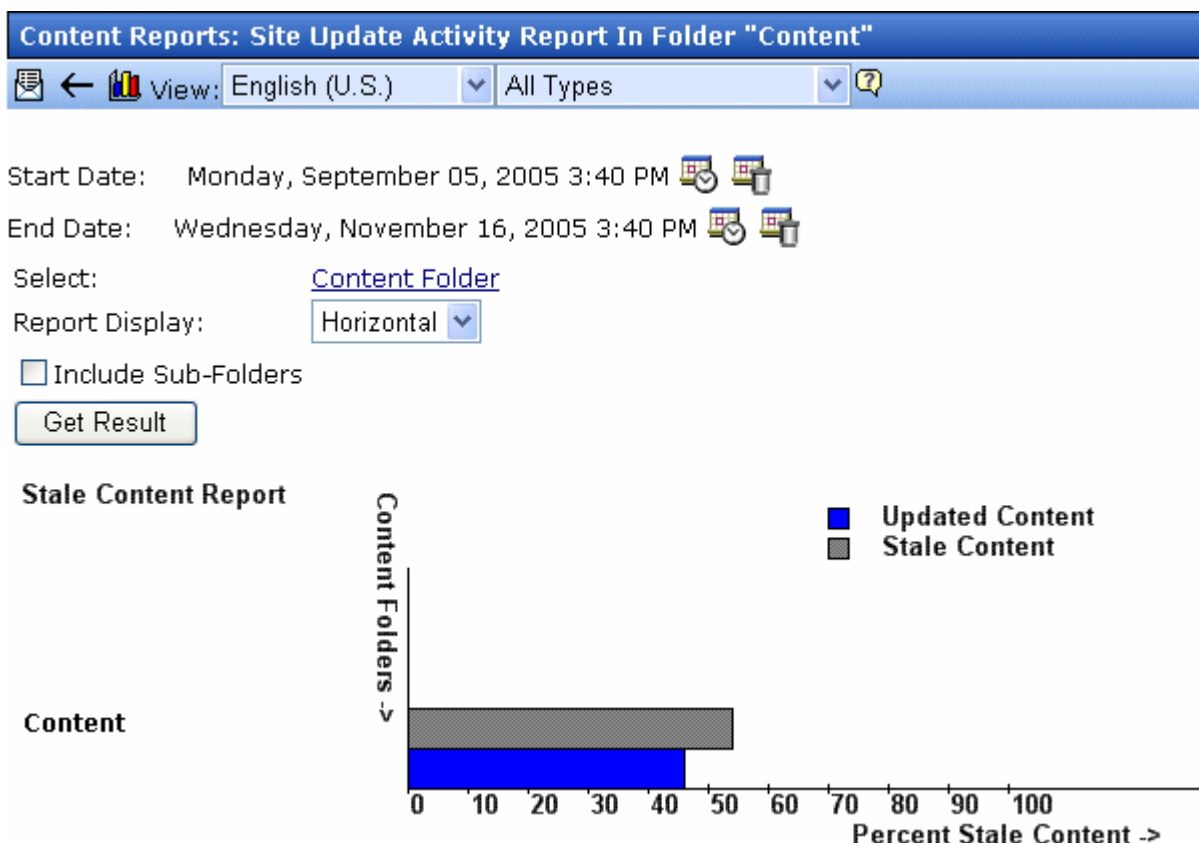 Content Reports: Site Update Activity Report In Folder "Content"
View: English (U.S.) All Types
Start Date: Monday, September 05, 2005 3:40 PM
End Date: Wednesday, November 16, 2005 3:40 PM
Select: Content Folder
Report Display: Horizontal
Include Sub-Folders
Get Result
Stale Content Report
Content Folders ->
Updated Content
Stale Content
Content
0 10 20 30 40 50 60 70 80 90 100
Percent Stale Content ->